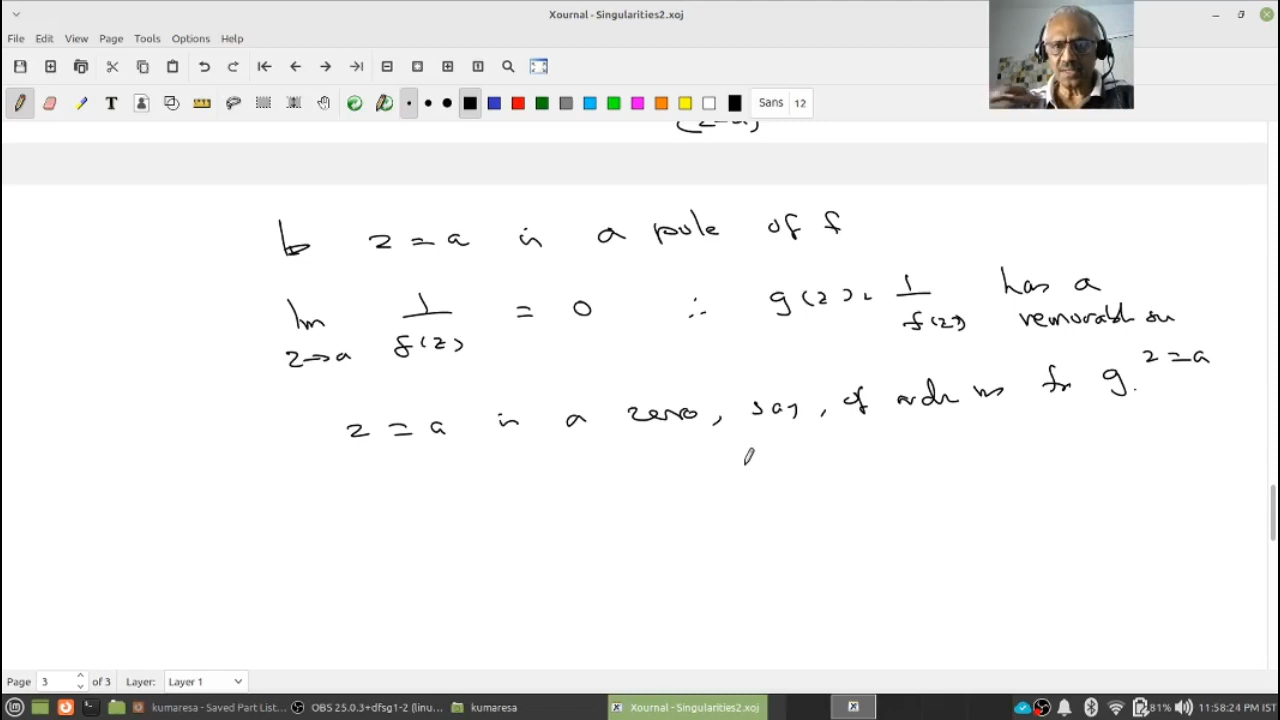 Xournal - Singularities2.xoj
File Edit View Page Tools Options Help
Sans 12
(z-a)
b z = a is a pole of f
lim z→a 1/f(z) = 0 ∴ g(z) = 1/f(z) has a
removable
z = a
z = a is a zero, say, of order m for g.
Page 3 of 3 Layer: Layer 1
kumaresa - Saved Part List... OBS 25.0.3+dfsg1-2 (linu... kumaresa Xournal - Singularities2.xoj 81% 11:58:24 PM IST